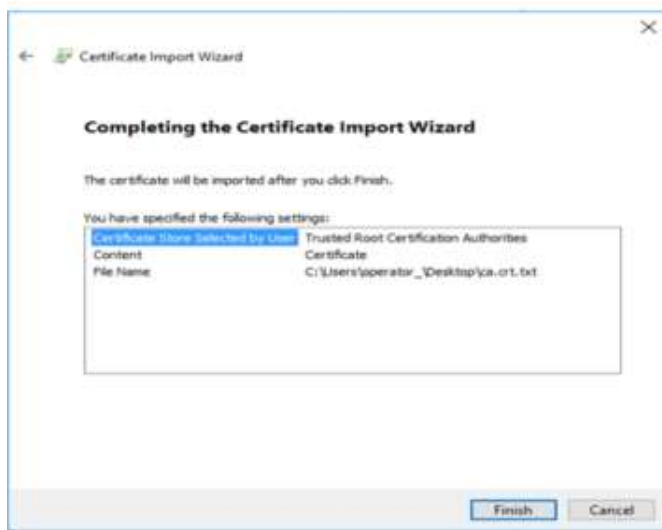 Certificate Import Wizard
Completing the Certificate Import Wizard
The certificate will be imported after you click Finish.
You have specified the following settings:
Certificate Store Selected by User Trusted Root Certification Authorities
Content Certificate
File Name C:\Users\operator_\Desktop\ca.crt.txt
Finish Cancel